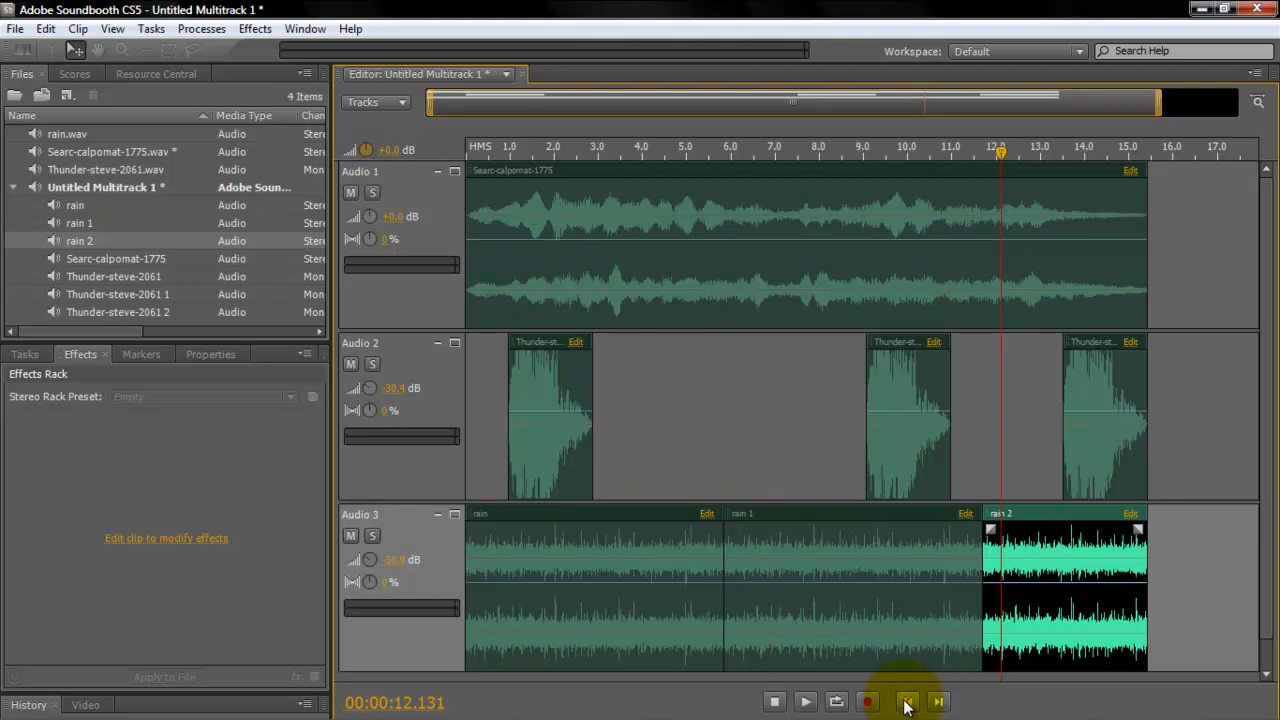 Sb Adobe Soundbooth CS5 - Untitled Multitrack 1 *
File Edit Clip View Tasks Processes Effects Window Help
Workspace: Default Search Help
Files Scores Resource Central
Editor: Untitled Multitrack 1 *
4 Items
Tracks
Name Media Type Chan
rain.wav Audio Stere
Searc-calpomat-1775.wav * Audio Stere
Thunder-steve-2061.wav Audio Mon
Untitled Multitrack 1 * Adobe Soun...
rain Audio Stere
rain 1 Audio Stere
rain 2 Audio Stere
Searc-calpomat-1775 Audio Stere
Thunder-steve-2061 Audio Mon
Thunder-steve-2061 1 Audio Mon
Thunder-steve-2061 2 Audio Mon
+0.0 dB
HMS 1.0 2.0 3.0 4.0 5.0 6.0 7.0 8.0 9.0 10.0 11.0 12.0 13.0 14.0 15.0 16.0 17.0
Audio 1
Searc-calpomat-1775 Edit
M S
+0.0 dB
0 %
Audio 2
Thunder-st... Edit
Thunder-st... Edit
Thunder-st... Edit
M S
-30.4 dB
0 %
Audio 3
rain Edit
rain 1 Edit
rain 2 Edit
M S
0 %
Tasks Effects Markers Properties
Effects Rack
Stereo Rack Preset: Empty
Edit clip to modify effects
Apply to File
History Video
00:00:12.131